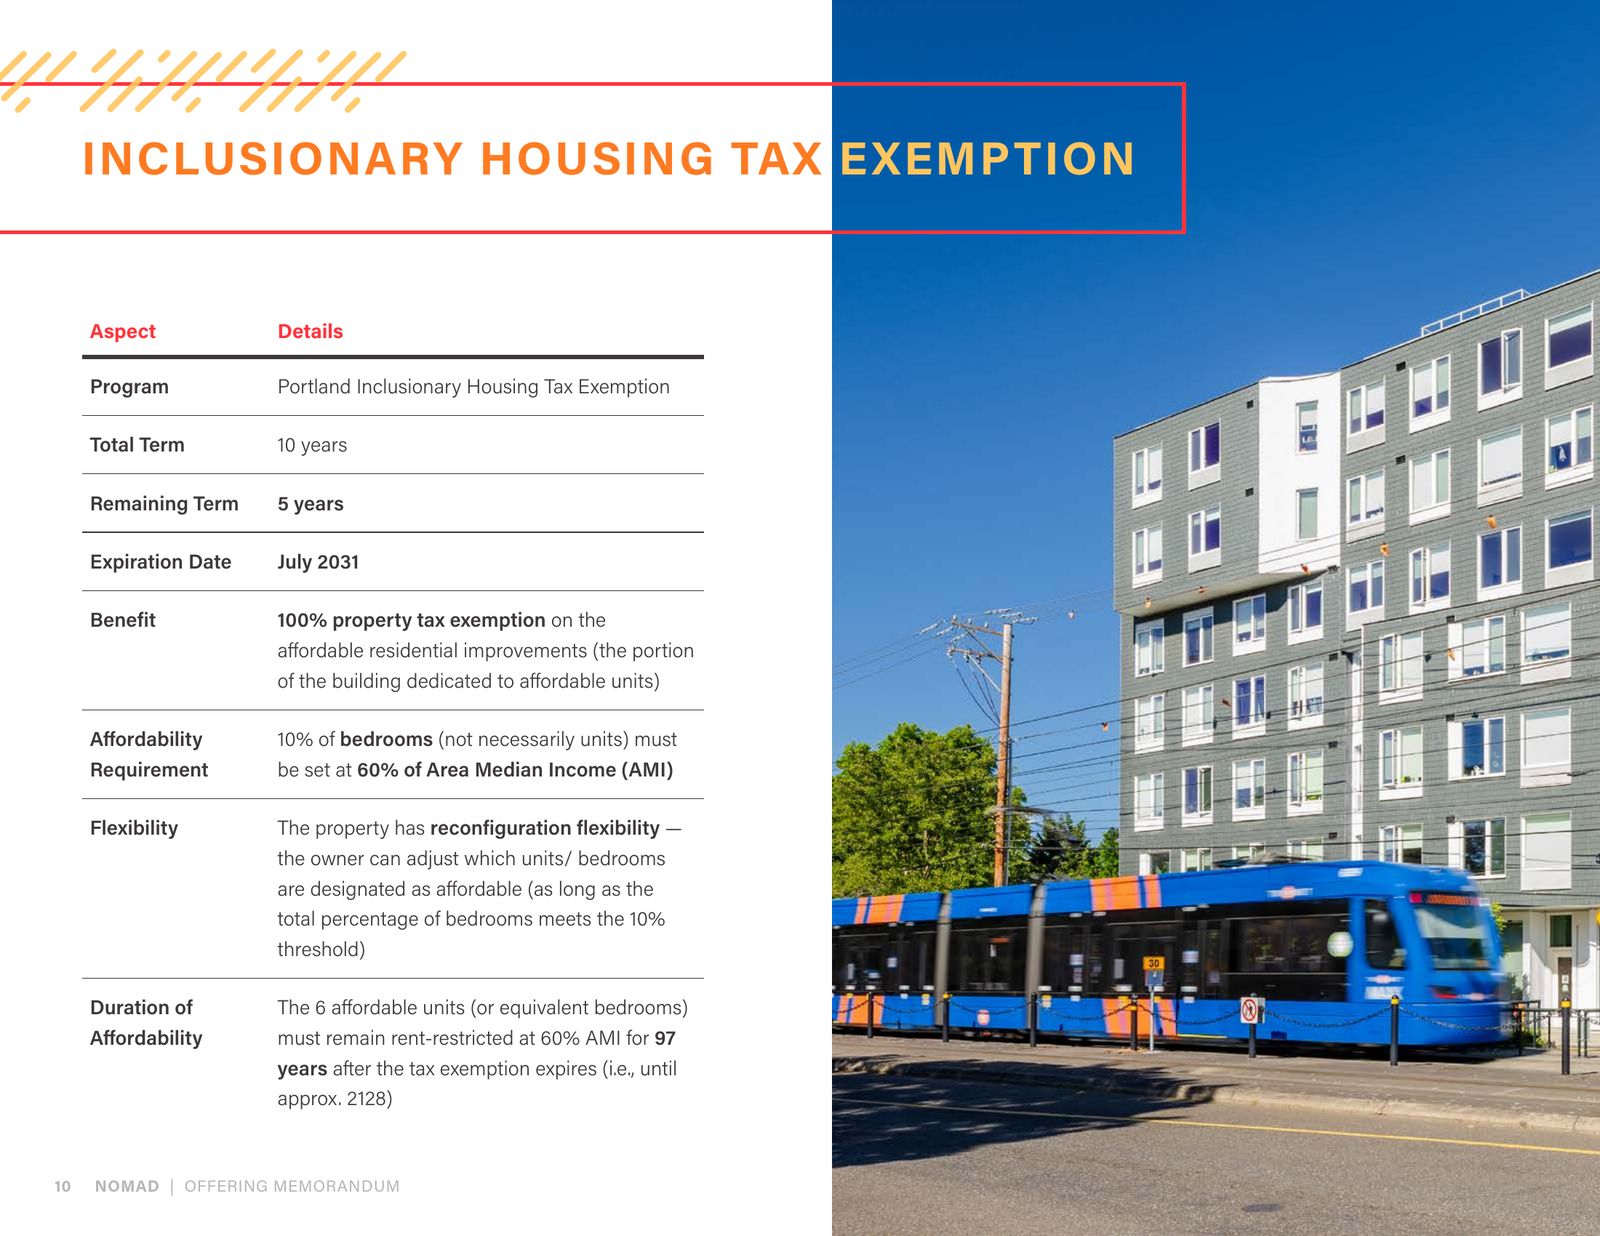 INCLUSIONARY HOUSING TAX EXEMPTION
Aspect Details
Program Portland Inclusionary Housing Tax Exemption
Total Term 10 years
Remaining Term 5 years
Expiration Date July 2031
Benefit 100% property tax exemption on the
affordable residential improvements (the portion
of the building dedicated to affordable units)
Affordability 10% of bedrooms (not necessarily units) must
Requirement be set at 60% of Area Median Income (AMI)
Flexibility The property has reconfiguration flexibility —
the owner can adjust which units/ bedrooms
are designated as affordable (as long as the
total percentage of bedrooms meets the 10%
threshold)
Duration of The 6 affordable units (or equivalent bedrooms)
Affordability must remain rent-restricted at 60% AMI for 97
years after the tax exemption expires (i.e., until
approx. 2128)
30
10 NOMAD | OFFERING MEMORANDUM